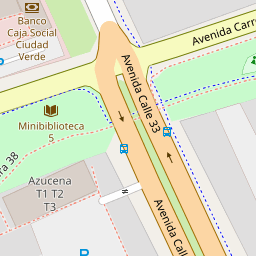 Banco
Caja Social
Ciudad
Verde
Avenida Carr
Avenida Calle 33
Minibiblioteca
5
ra 38
Azucena
T1 T2
T3
Avenida Calle
P